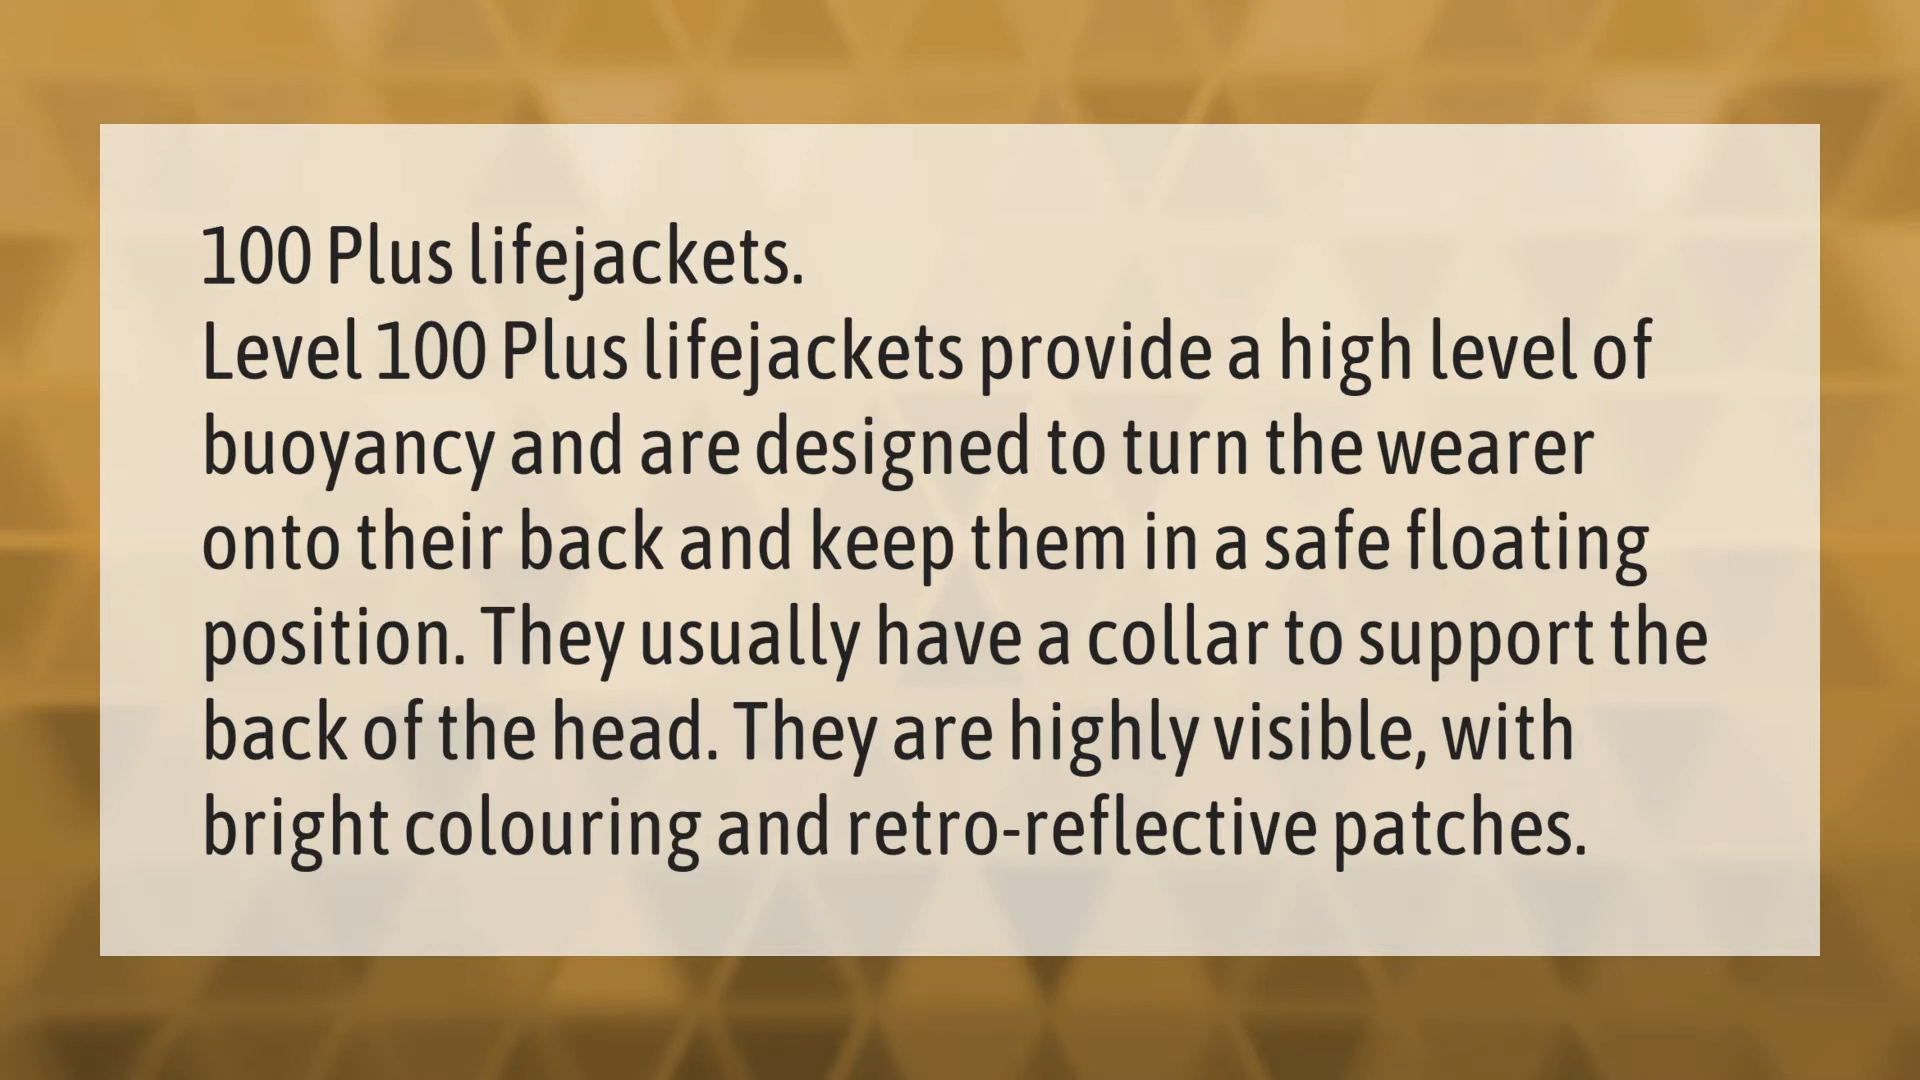 100 Plus lifejackets.
Level 100 Plus lifejackets provide a high level of
buoyancy and are designed to turn the wearer
onto their back and keep them in a safe floating
position. They usually have a collar to support the
back of the head. They are highly visible, with
bright colouring and retro-reflective patches.